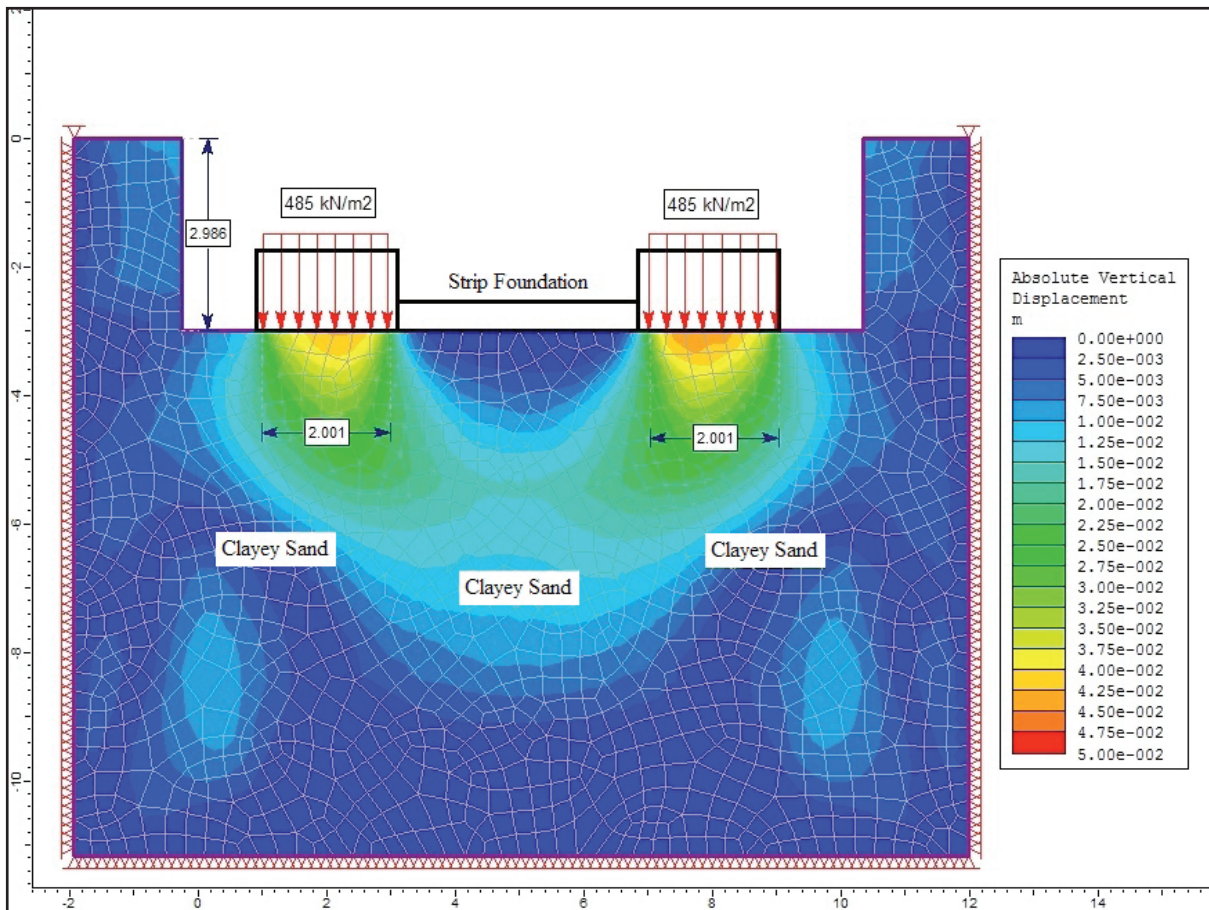 2
0
-2
-4
-6
-8
-10
485 kN/m2
485 kN/m2
2.986
Strip Foundation
2.001
2.001
Clayey Sand
Clayey Sand
Clayey Sand
Absolute Vertical
Displacement
m
0.00e+000
2.50e-003
5.00e-003
7.50e-003
1.00e-002
1.25e-002
1.50e-002
1.75e-002
2.00e-002
2.25e-002
2.50e-002
2.75e-002
3.00e-002
3.25e-002
3.50e-002
3.75e-002
4.00e-002
4.25e-002
4.50e-002
4.75e-002
5.00e-002
-2 0 2 4 6 8 10 12 14